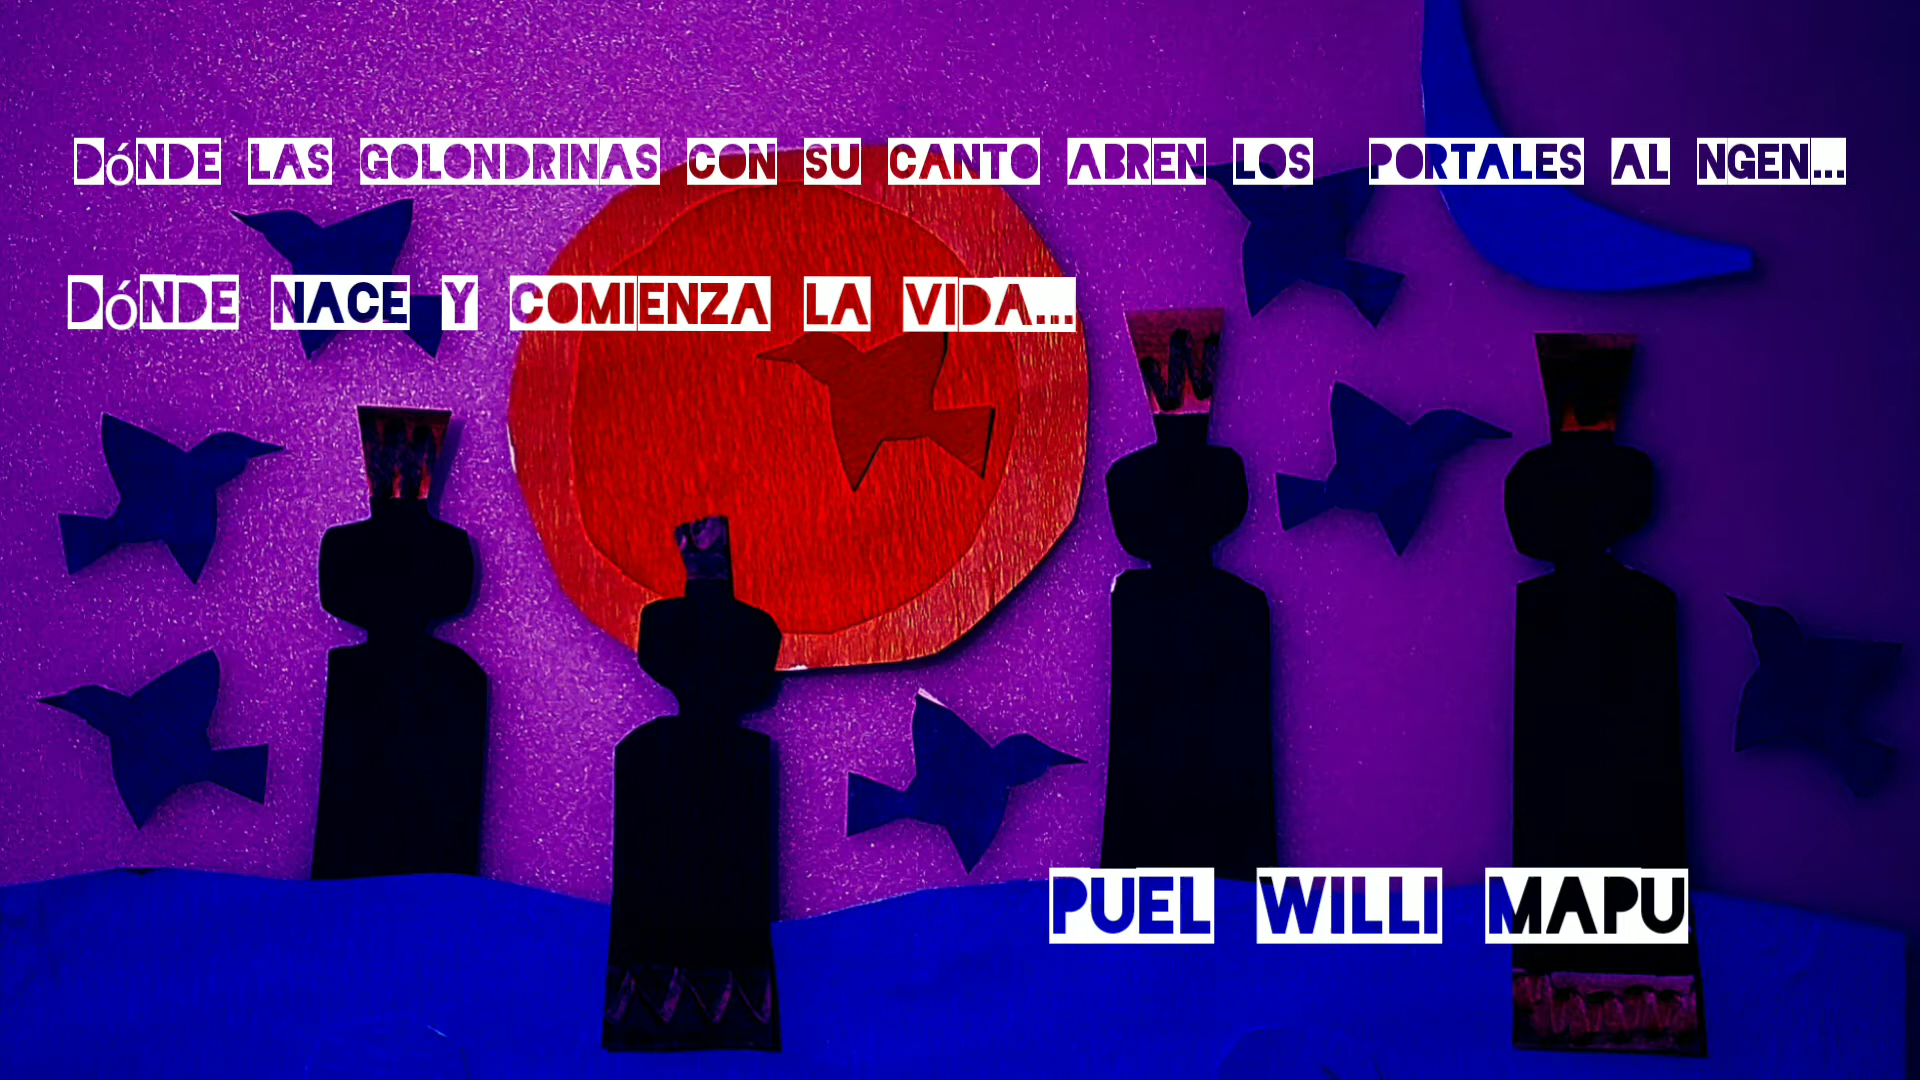 DóNDE LAS GOLONDRINAS CON SU CANTO ABREN LOS PORTALES AL NGEN...
DóNDE NACE Y COMIENZA LA VIDA...
PUEL WILLI MAPU